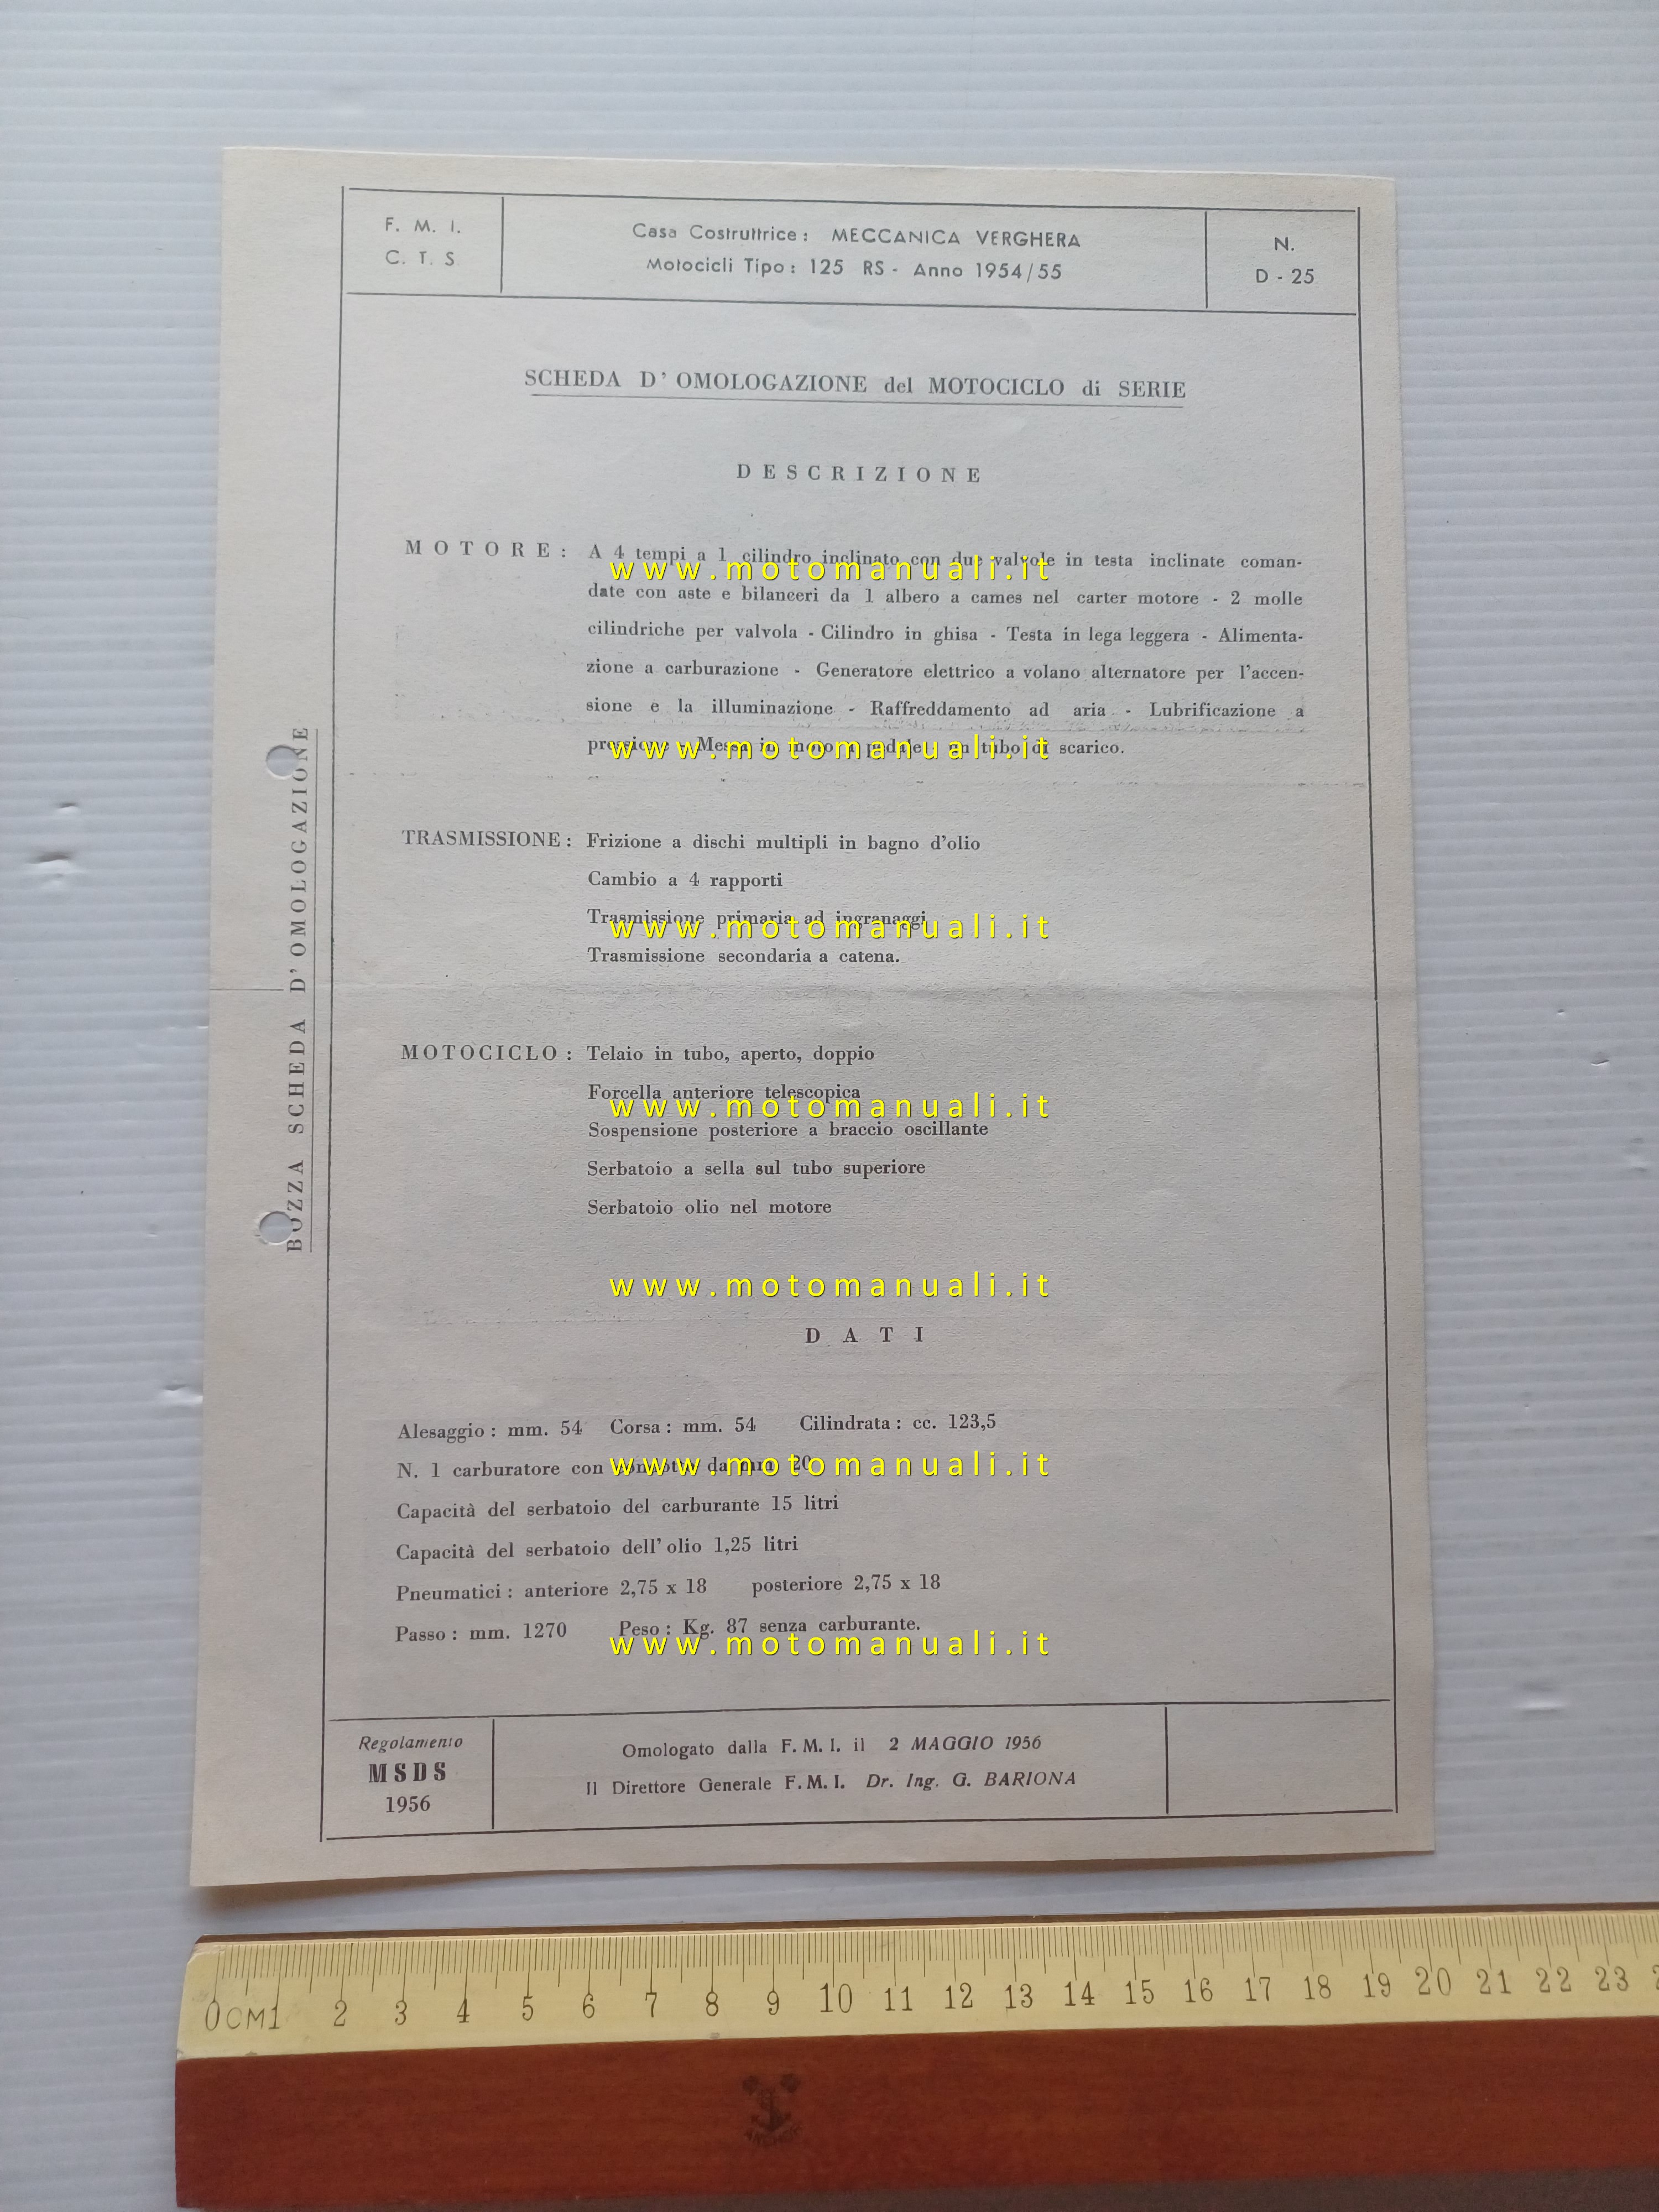 F. M. I.
C. T. S
Casa Costruttrice: MECCANICA VERGHERA
Motocicli Tipo: 125 RS - Anno 1954/55
N.
D - 25
SCHEDA D' OMOLOGAZIONE del MOTOCICLO di SERIE
DESCRIZIONE
MOTORE: A 4 tempi a 1 cilindro inclinato con due valvole in testa inclinate coman-
www.motomanuali.it
date con aste e bilanceri da 1 albero a cames nel carter motore - 2 molle
cilindriche per valvola - Cilindro in ghisa - Testa in lega leggera - Alimenta-
zione a carburazione - Generatore elettrico a volano alternatore per l'accen-
sione e la illuminazione - Raffreddamento ad aria - Lubrificazione a
pressione - Messa in moto a pedale - un tubo di scarico.
www.motomanuali.it
TRASMISSIONE: Frizione a dischi multipli in bagno d'olio
Cambio a 4 rapporti
Trasmissione primaria ad ingranaggi
www.motomanuali.it
Trasmissione secondaria a catena.
MOTOCICLO: Telaio in tubo, aperto, doppio
Forcella anteriore telescopica
www.motomanuali.it
Sospensione posteriore a braccio oscillante
Serbatoio a sella sul tubo superiore
Serbatoio olio nel motore
www.motomanuali.it
DATI
Alesaggio: mm. 54 Corsa: mm. 54 Cilindrata: cc. 123,5
N. 1 carburatore con da mm 20
www.motomanuali.it
Capacità del serbatoio del carburante 15 litri
Capacità del serbatoio dell' olio 1,25 litri
Pneumatici: anteriore 2,75 x 18 posteriore 2,75 x 18
Passo: mm. 1270 Peso: Kg. 87 senza carburante.
www.motomanuali.it
Regolamento
MSDS
1956
Omologato dalla F. M. I. il 2 MAGGIO 1956
Il Direttore Generale F. M. I. Dr. Ing. G. BARIONA
BOZZA SCHEDA D' OMOLOGAZIONE
0CM1 2 3 4 5 6 7 8 9 10 11 12 13 14 15 16 17 18 19 20 21 22 23